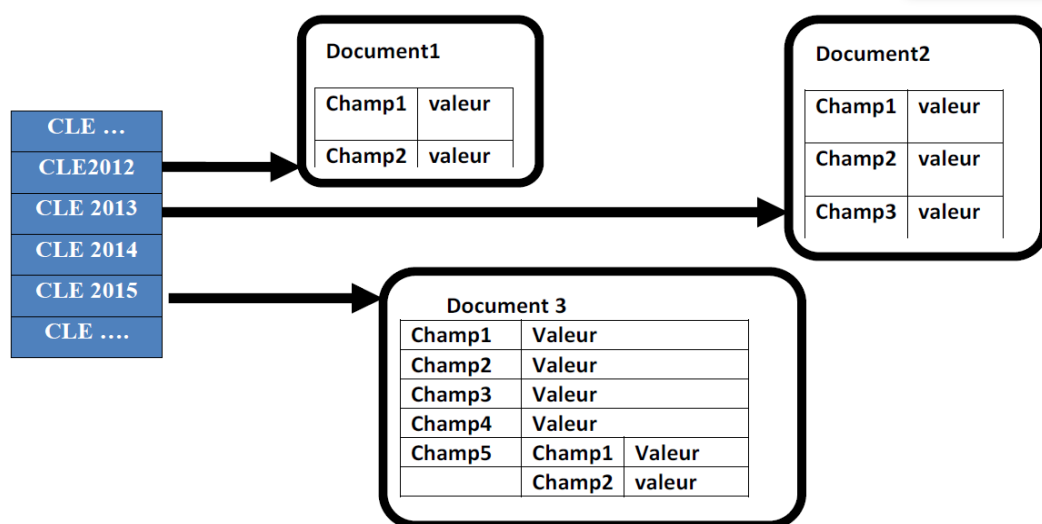 CLE ...
CLE2012
CLE 2013
CLE 2014
CLE 2015
CLE ....
Document1
Champ1 valeur
Champ2 valeur
Document2
Champ1 valeur
Champ2 valeur
Champ3 valeur
Document 3
Champ1 Valeur
Champ2 Valeur
Champ3 Valeur
Champ4 Valeur
Champ5 Champ1 Valeur
Champ2 valeur